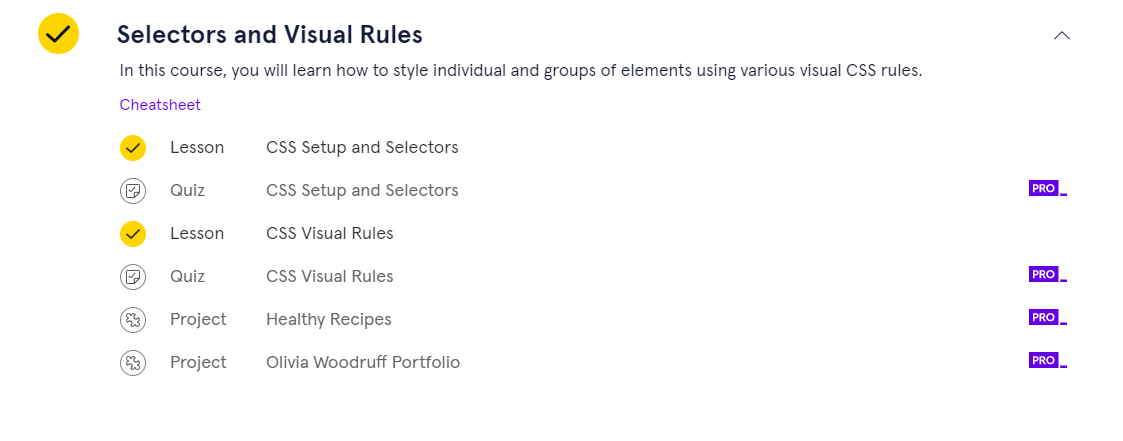 Selectors and Visual Rules
In this course, you will learn how to style individual and groups of elements using various visual CSS rules.
Cheatsheet
Lesson CSS Setup and Selectors
Quiz CSS Setup and Selectors PRO
Lesson CSS Visual Rules
Quiz CSS Visual Rules PRO
Project Healthy Recipes PRO
Project Olivia Woodruff Portfolio PRO